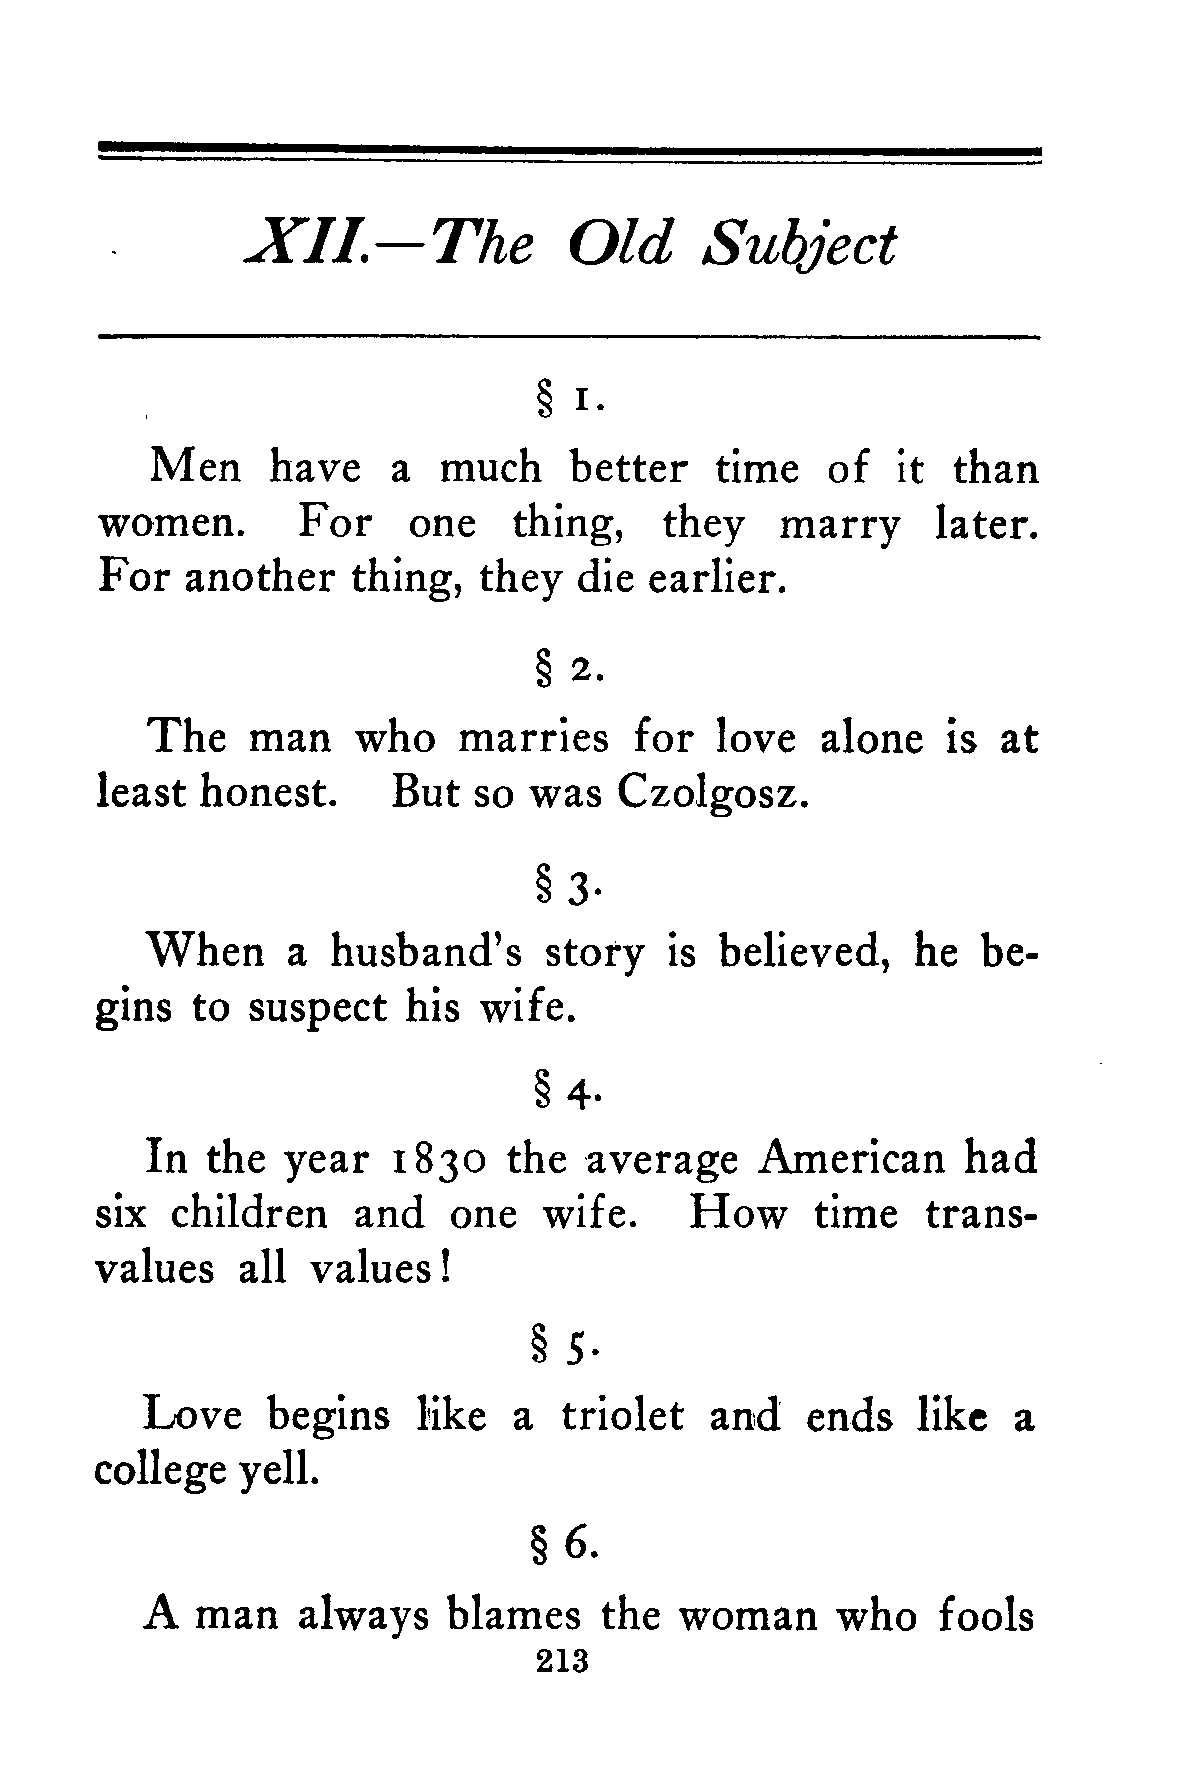 XII.—The Old Subject
§ 1.
Men have a much better time of it than
women. For one thing, they marry later.
For another thing, they die earlier.
§ 2.
The man who marries for love alone is at
least honest. But so was Czolgosz.
§ 3.
When a husband's story is believed, he be-
gins to suspect his wife.
§ 4.
In the year 1830 the average American had
six children and one wife. How time trans-
values all values!
§ 5.
Love begins like a triolet and ends like a
college yell.
§ 6.
A man always blames the woman who fools
213